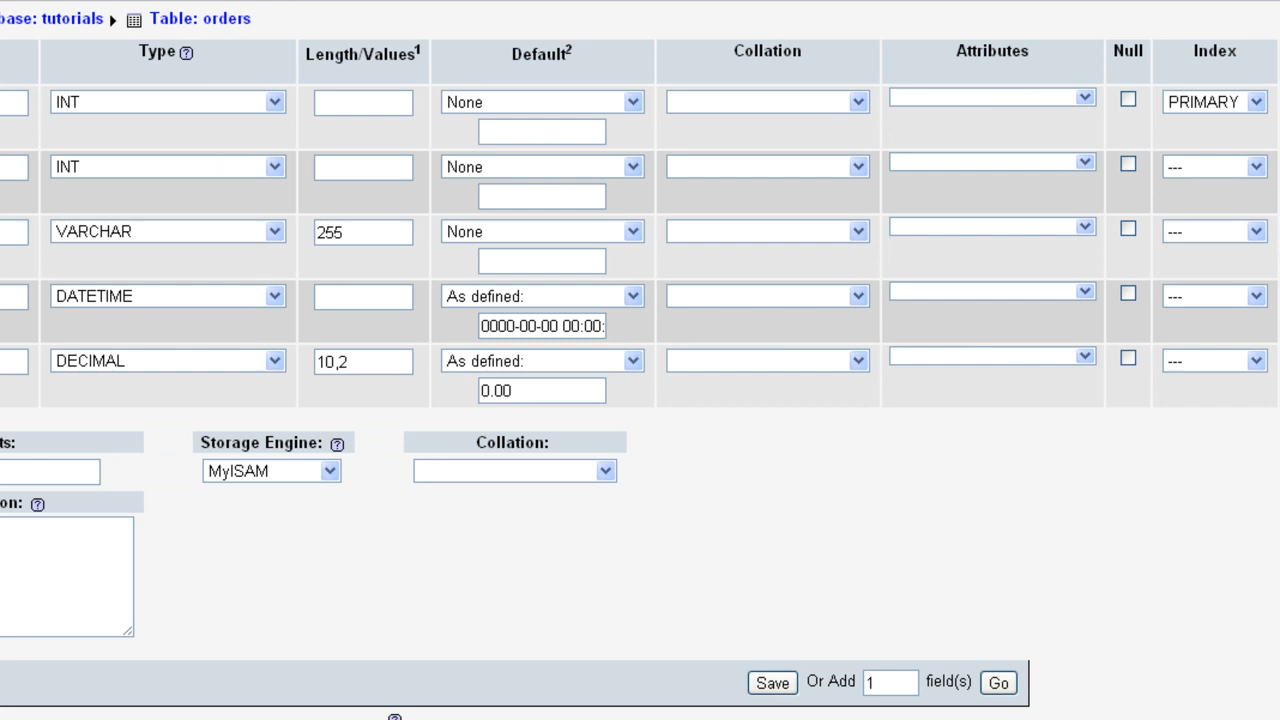 base: tutorials Table: orders
Type Length/Values1 Default2 Collation Attributes Null Index
INT None PRIMARY
INT None ---
VARCHAR 255 None ---
DATETIME As defined: ---
0000-00-00 00:00:
DECIMAL 10,2 As defined: ---
0.00
ts: Storage Engine: Collation:
MyISAM
on:
Save Or Add 1 field(s) Go